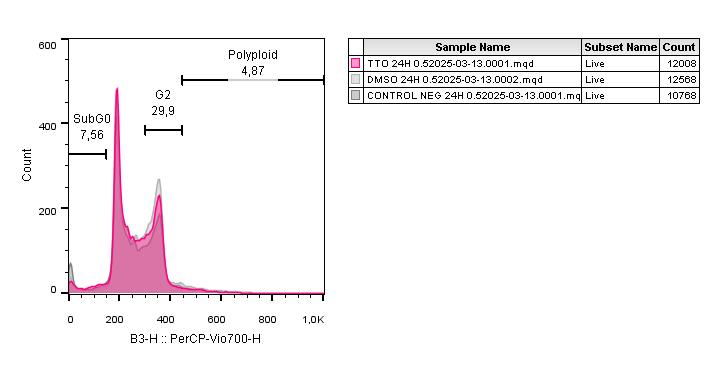 600
400
200
0
Count
SubG0
7,56
G2
29,9
Polyploid
4,87
0 200 400 600 800 1,0K
B3-H :: PerCP-Vio700-H
Sample Name Subset Name Count
TTO 24H 0.52025-03-13.0001.mqd Live 12008
DMSO 24H 0.52025-03-13.0002.mqd Live 12568
CONTROL NEG 24H 0.52025-03-13.0001.mq Live 10768